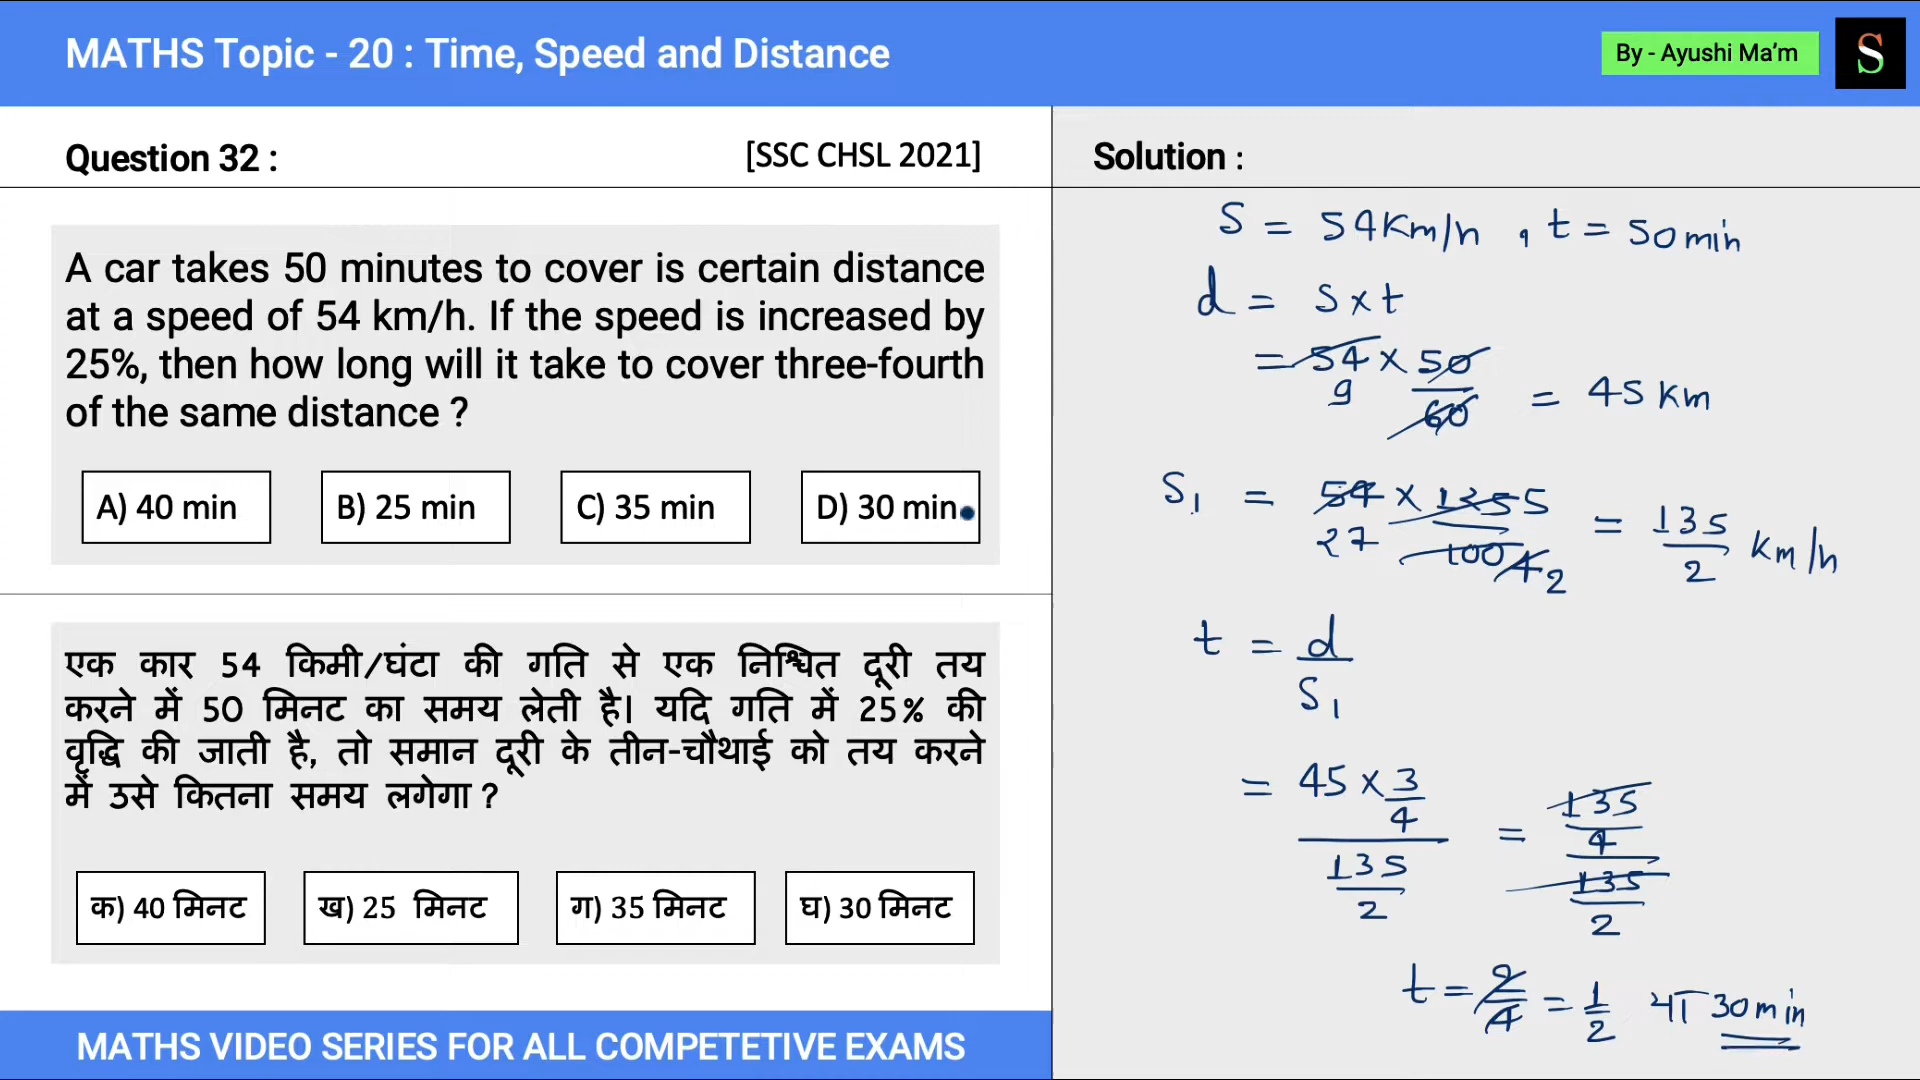 MATHS Topic - 20 : Time, Speed and Distance
By - Ayushi Ma'm
S
Question 32 :
[SSC CHSL 2021]
A car takes 50 minutes to cover is certain distance
at a speed of 54 km/h. If the speed is increased by
25%, then how long will it take to cover three-fourth
of the same distance ?
A) 40 min
B) 25 min
C) 35 min
D) 30 min
एक कार 54 किमी/घंटा की गति से एक निश्चित दूरी तय
करने में 50 मिनट का समय लेती है। यदि गति में 25% की
वृद्धि की जाती है, तो समान दूरी के तीन-चौथाई को तय करने
में उसे कितना समय लगेगा ?
क) 40 मिनट
ख) 25 मिनट
ग) 35 मिनट
घ) 30 मिनट
MATHS VIDEO SERIES FOR ALL COMPETETIVE EXAMS
Solution :
S = 54Km/h , t = 50min
d = S x t
= 54 x 50/60 9 = 45 Km
S1 = 54 x 135/100 5 27 4 2 = 135/2 Km/h
t = d/S1
= 45 x 3/4 / 135/2 = 135/4 / 135/2
t = 2/4 = 1/2 या 30min